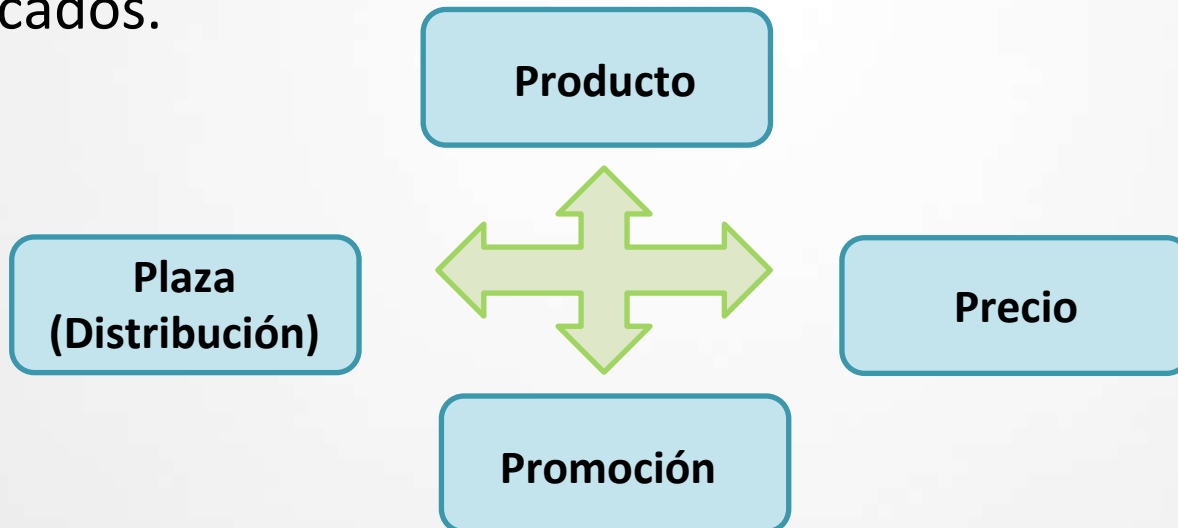 cados.
Producto
Plaza
(Distribución)
Precio
Promoción